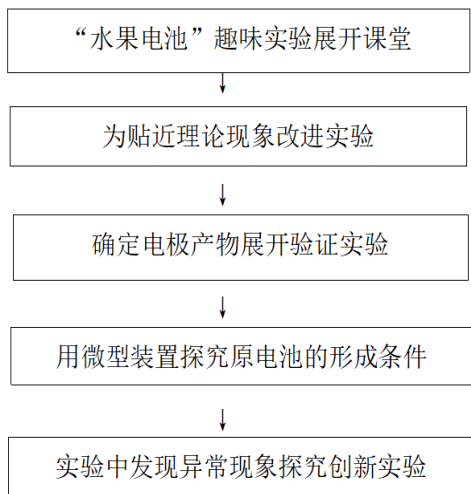 “水果电池”趣味实验展开课堂
为贴近理论现象改进实验
确定电极产物展开验证实验
用微型装置探究原电池的形成条件
实验中发现异常现象探究创新实验